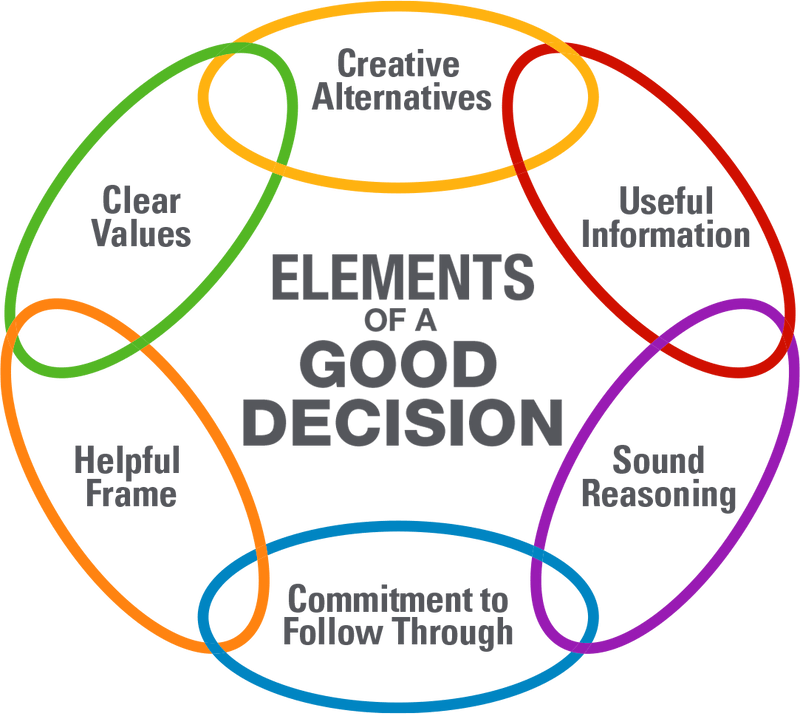 Creative
Alternatives
Clear
Values
Useful
Information
ELEMENTS
OF A
GOOD
DECISION
Helpful
Frame
Sound
Reasoning
Commitment to
Follow Through